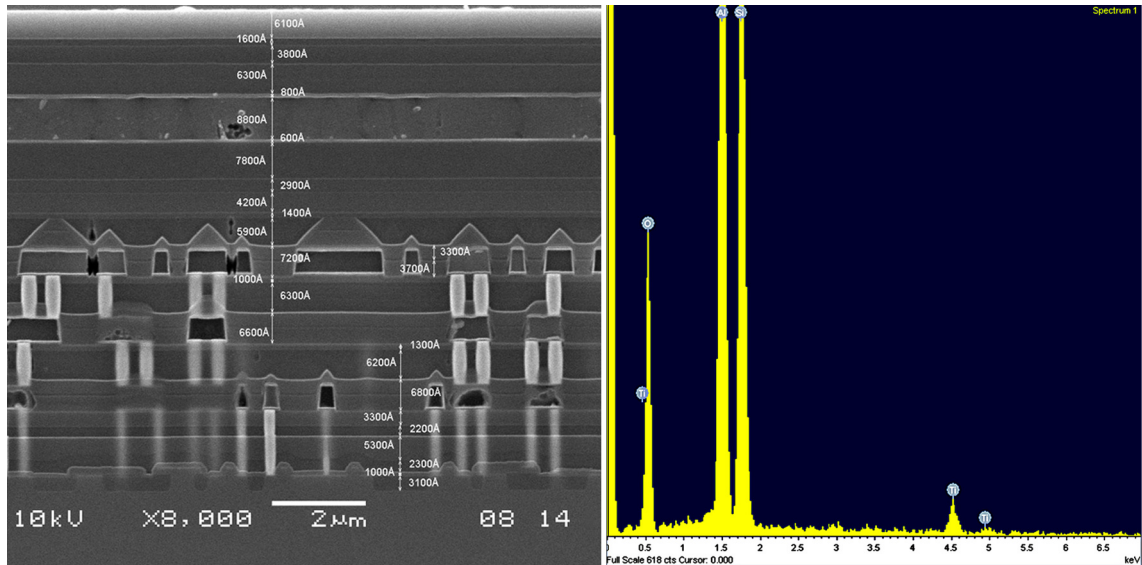 6100Å
1600Å
3800Å
6300Å
800Å
8800Å
600Å
7800Å
2900Å
4200Å
1400Å
5900Å
3300Å
7200Å
3700Å
1000Å
6300Å
6600Å
1300Å
6200Å
6800Å
3300Å
2200Å
5300Å
2300Å
1000Å
3100Å
10kV X8,000 2μm 08 14
Spectrum 1
Al Si
O
Ti
Ti
Ti
0 0.5 1 1.5 2 2.5 3 3.5 4 4.5 5 5.5 6 6.5
Full Scale 618 cts Cursor: 0.000 keV